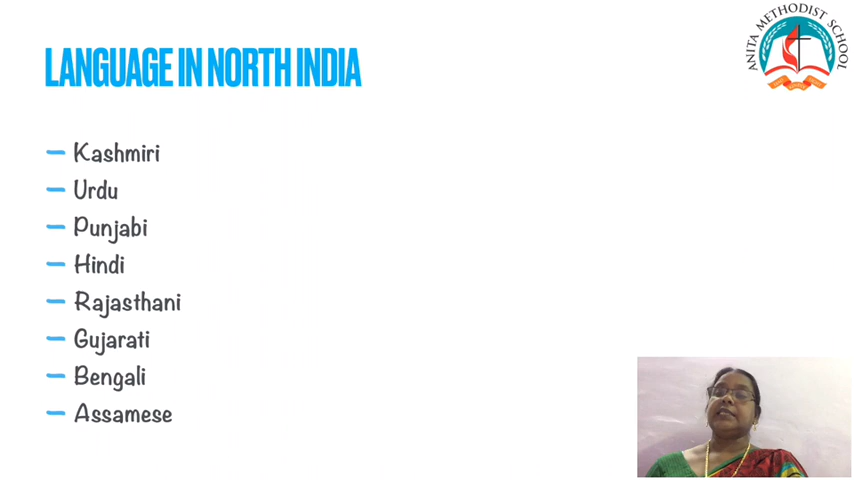 LANGUAGE IN NORTH INDIA
ANITA METHODIST SCHOOL
– Kashmiri
– Urdu
– Punjabi
– Hindi
– Rajasthani
– Gujarati
– Bengali
– Assamese